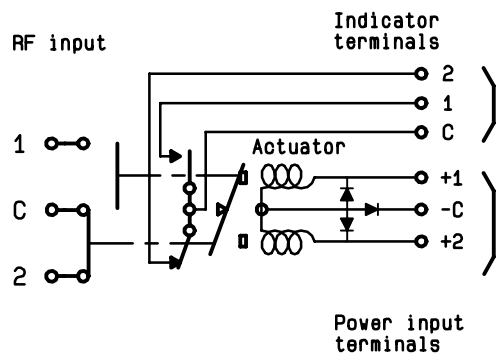 Indicator
terminals
RF input
2
1
C
Actuator
1
+1
C
-C
+2
2
Power input
terminals